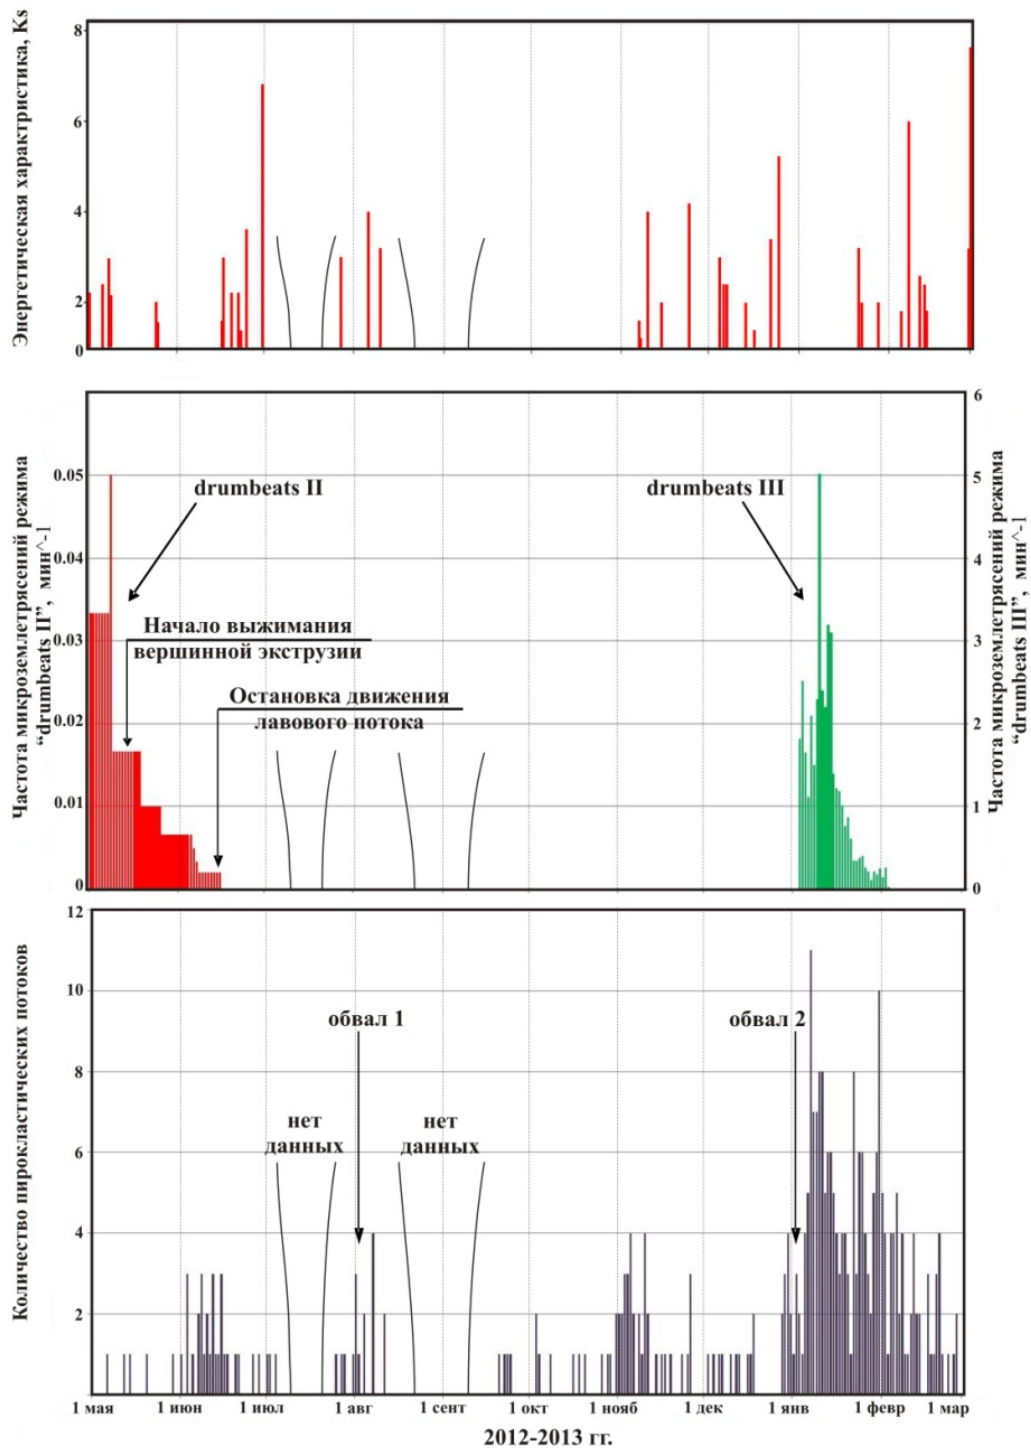 Энергетическая характристика, Ks
8
6
4
2
0
Частота микроземлетрясений режима
“drumbeats II”, мин^-1
0.05
0.04
0.03
0.02
0.01
0
drumbeats II
drumbeats III
Начало выжимания
вершинной экструзии
Остановка движения
лавового потока
6
5
4
3
2
1
0
Частота микроземлетрясений режима
“drumbeats III”, мин^-1
Количество пирокластических потоков
12
10
8
6
4
2
обвал 1
обвал 2
нет
данных
нет
данных
1 мая 1 июн 1 июл 1 авг 1 сент 1 окт 1 нояб 1 дек 1 янв 1 февр 1 мар
2012-2013 гг.